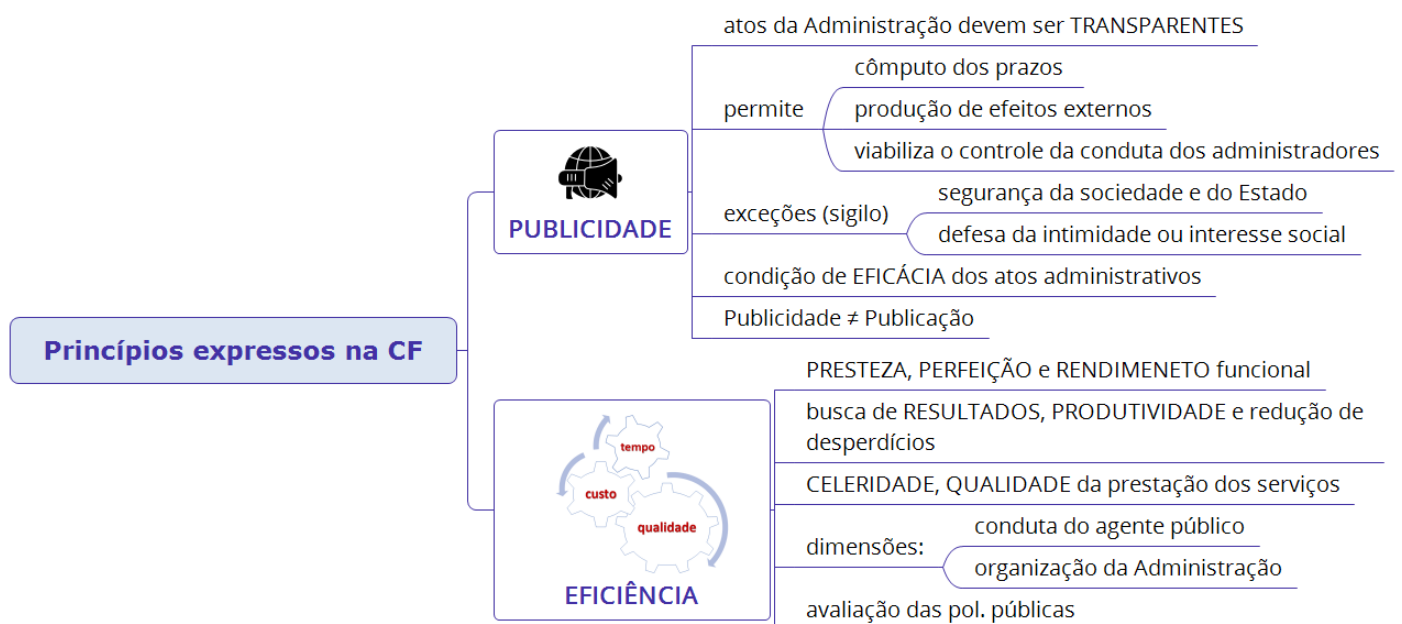 Princípios expressos na CF
PUBLICIDADE
atos da Administração devem ser TRANSPARENTES
permite
cômputo dos prazos
produção de efeitos externos
viabiliza o controle da conduta dos administradores
exceções (sigilo)
segurança da sociedade e do Estado
defesa da intimidade ou interesse social
condição de EFICÁCIA dos atos administrativos
Publicidade ≠ Publicação
tempo
custo
qualidade
EFICIÊNCIA
PRESTEZA, PERFEIÇÃO e RENDIMENETO funcional
busca de RESULTADOS, PRODUTIVIDADE e redução de
desperdícios
CELERIDADE, QUALIDADE da prestação dos serviços
dimensões:
conduta do agente público
organização da Administração
avaliação das pol. públicas